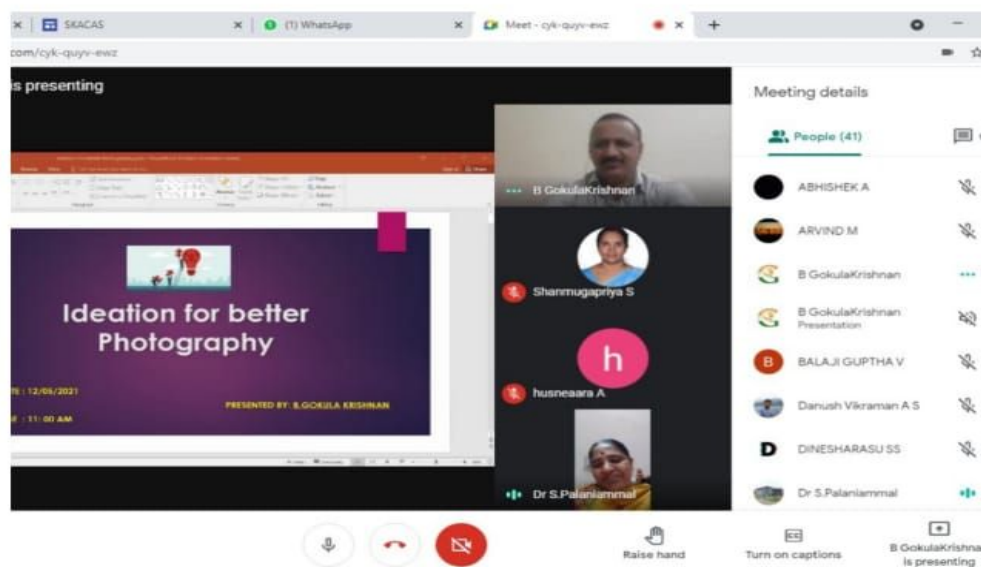 SKACAS
(1) WhatsApp
Meet - cyk-quyv-ewz
com/cyk-quyv-ewz
is presenting
Ideation for better
Photography
TE : 12/05/2021
PRESENTED BY: B.GOKULA KRISHNAN
E : 11: 00 AM
B GokulaKrishnan
Shanmugapriya S
h
husneaara A
Dr S.Palaniammal
Meeting details
People (41)
ABHISHEK A
ARVIND M
B GokulaKrishnan
B GokulaKrishnan
Presentation
B
BALAJI GUPTHA V
Danush Vikraman A S
D
DINESHARASU SS
Dr S.Palaniammal
Raise hand
Turn on captions
B GokulaKrishna
is presenting